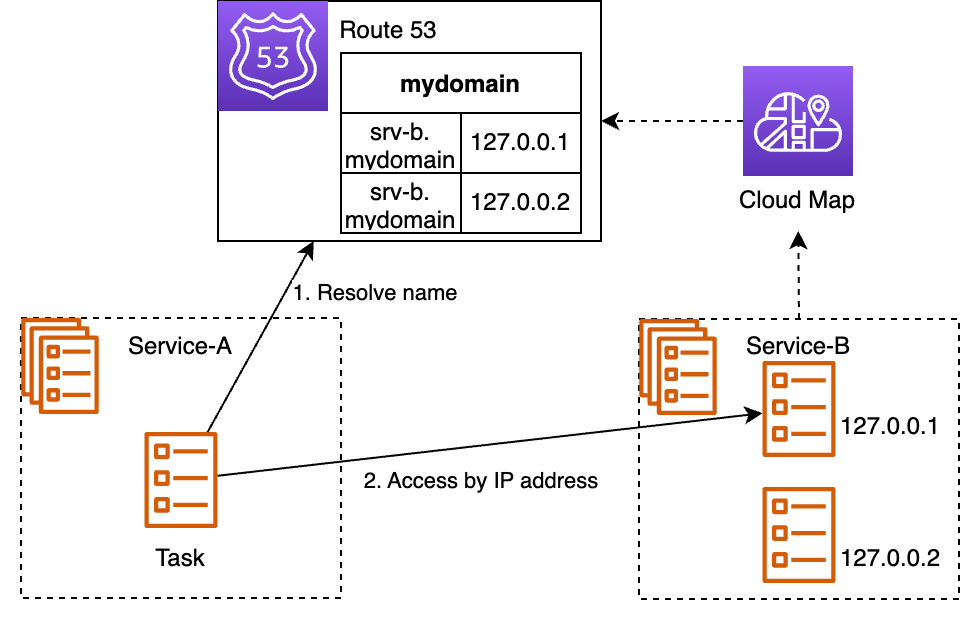 53
Route 53
mydomain
srv-b.
mydomain
127.0.0.1
srv-b.
mydomain
127.0.0.2
Cloud Map
1. Resolve name
Service-A
Service-B
127.0.0.1
2. Access by IP address
Task
127.0.0.2